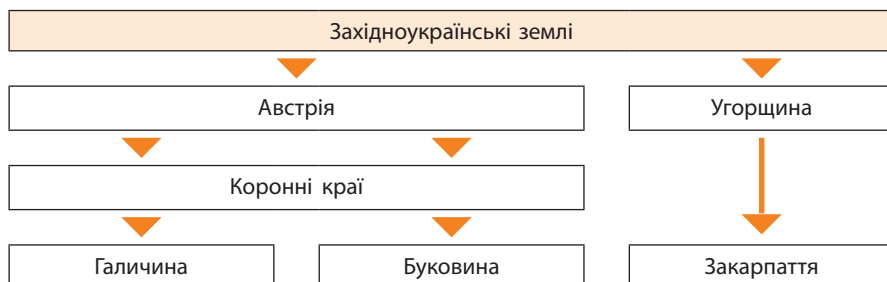 Західноукраїнські землі
Австрія
Угорщина
Коронні краї
Галичина
Буковина
Закарпаття